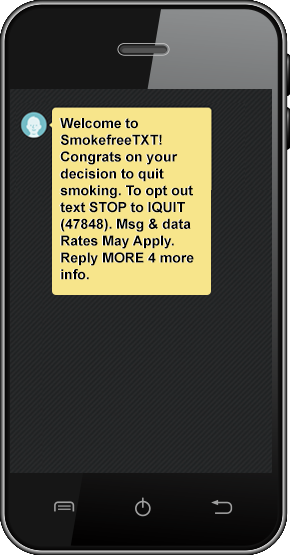 Welcome to
SmokefreeTXT!
Congrats on your
decision to quit
smoking. To opt out
text STOP to IQUIT
(47848). Msg & data
Rates May Apply.
Reply MORE 4 more
info.